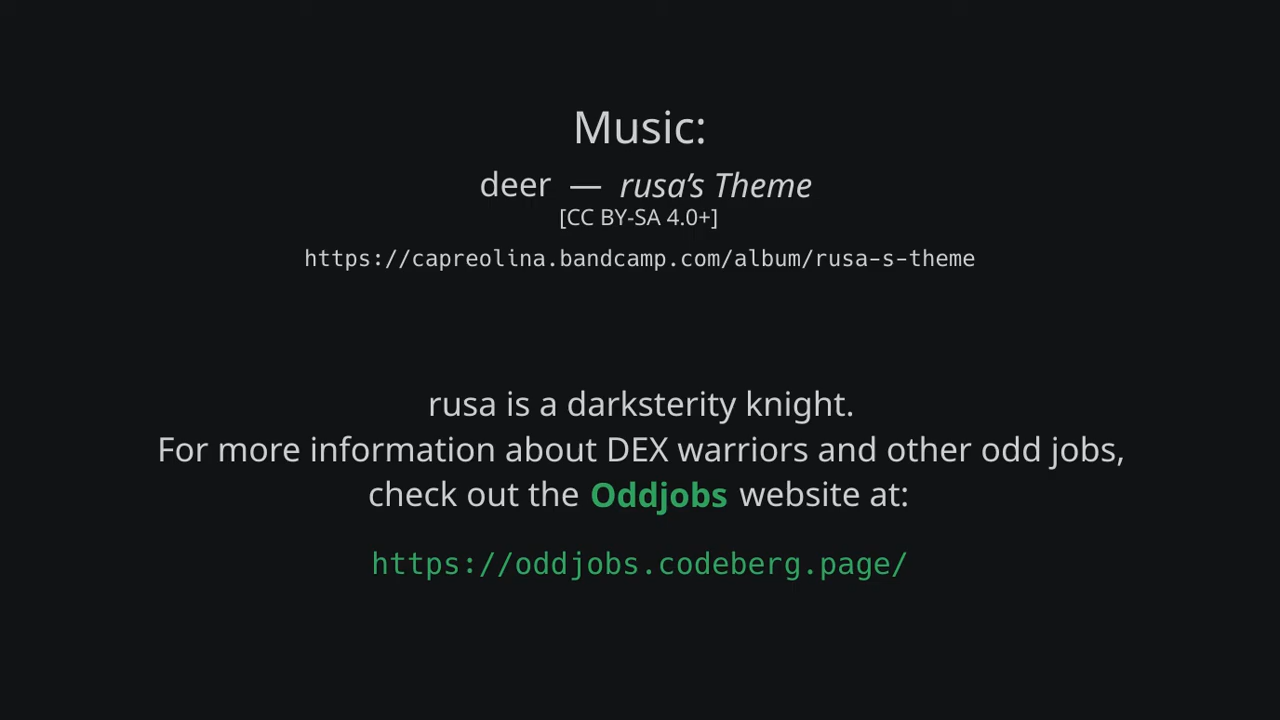 Music:
deer — rusa’s Theme
[CC BY-SA 4.0+]
https://capreolina.bandcamp.com/album/rusa-s-theme
rusa is a darksterity knight.
For more information about DEX warriors and other odd jobs,
check out the Oddjobs website at:
https://oddjobs.codeberg.page/